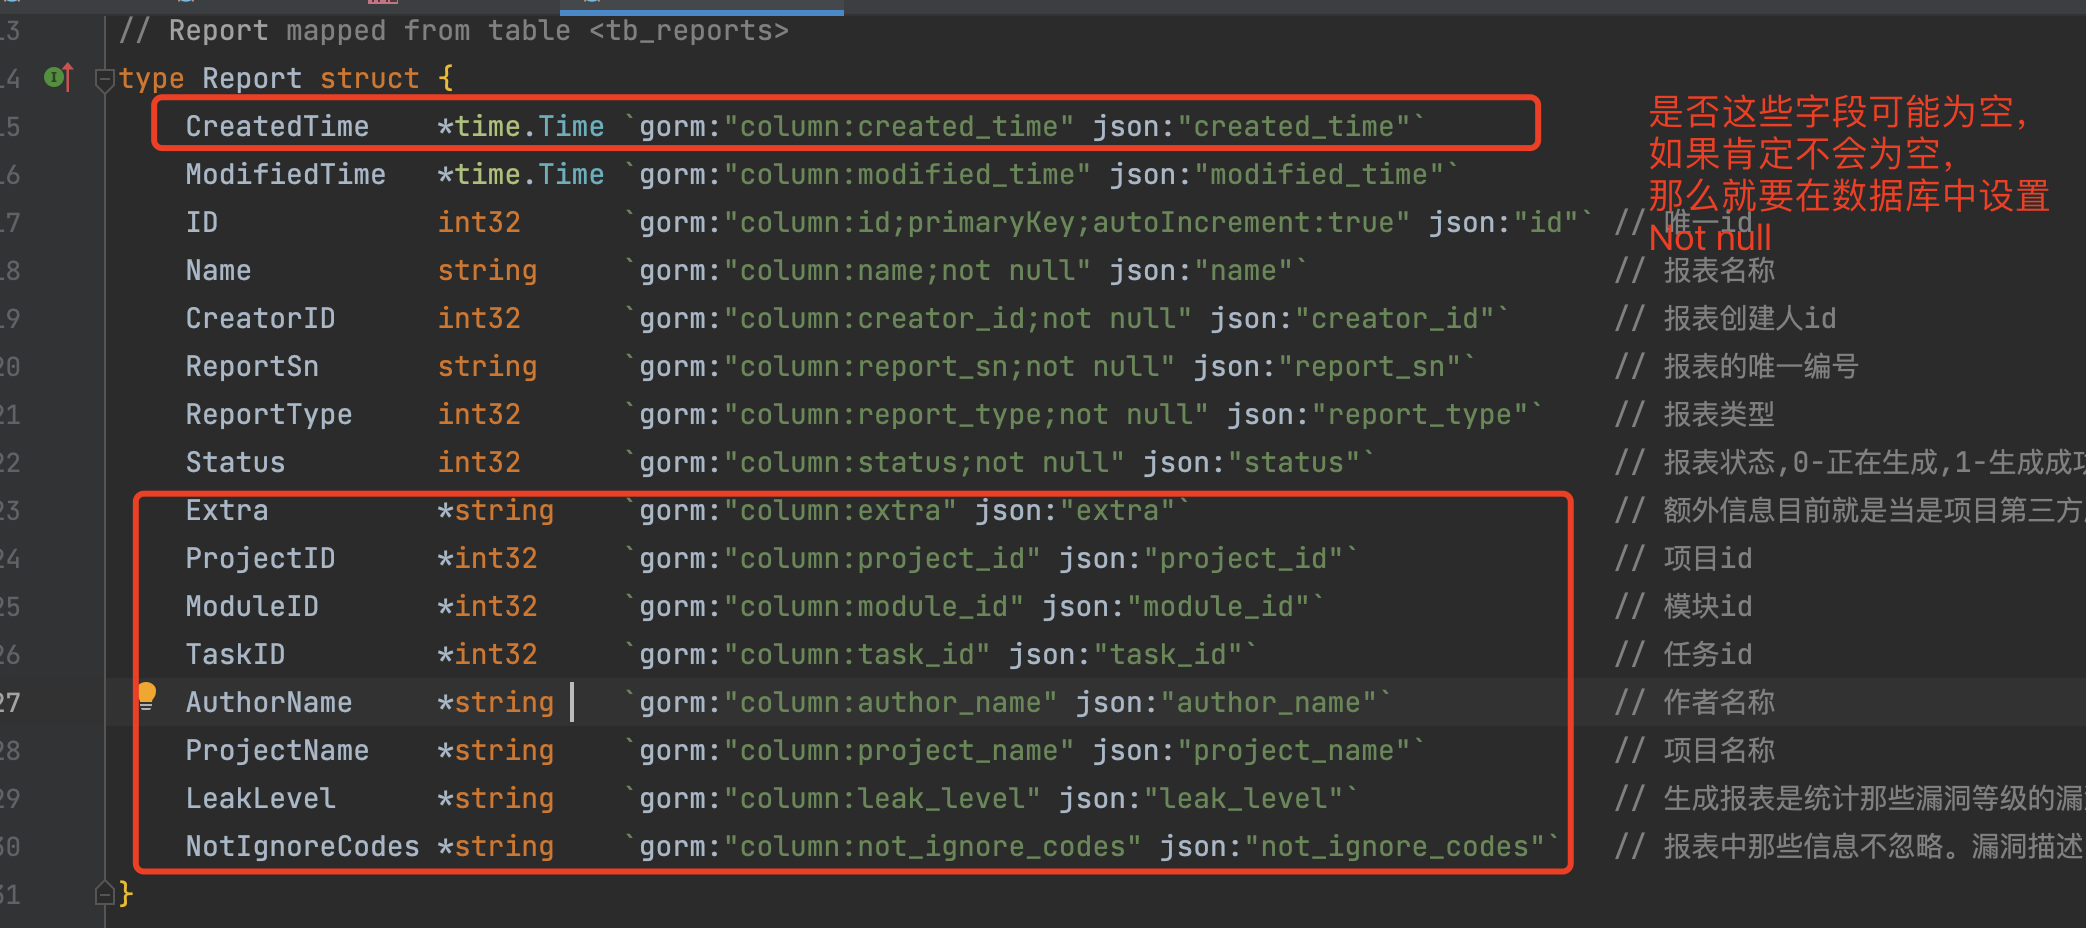 13 // Report mapped from table <tb_reports>
14 type Report struct {
15 CreatedTime *time.Time `gorm:"column:created_time" json:"created_time"`
16 ModifiedTime *time.Time `gorm:"column:modified_time" json:"modified_time"`
17 ID int32 `gorm:"column:id;primaryKey;autoIncrement:true" json:"id"` // 唯一id
18 Name string `gorm:"column:name;not null" json:"name"` // 报表名称
19 CreatorID int32 `gorm:"column:creator_id;not null" json:"creator_id"` // 报表创建人id
20 ReportSn string `gorm:"column:report_sn;not null" json:"report_sn"` // 报表的唯一编号
21 ReportType int32 `gorm:"column:report_type;not null" json:"report_type"` // 报表类型
22 Status int32 `gorm:"column:status;not null" json:"status"` // 报表状态,0-正在生成,1-生成成功
23 Extra *string `gorm:"column:extra" json:"extra"` // 额外信息目前就是当是项目第三方
24 ProjectID *int32 `gorm:"column:project_id" json:"project_id"` // 项目id
25 ModuleID *int32 `gorm:"column:module_id" json:"module_id"` // 模块id
26 TaskID *int32 `gorm:"column:task_id" json:"task_id"` // 任务id
27 AuthorName *string `gorm:"column:author_name" json:"author_name"` // 作者名称
28 ProjectName *string `gorm:"column:project_name" json:"project_name"` // 项目名称
29 LeakLevel *string `gorm:"column:leak_level" json:"leak_level"` // 生成报表是统计那些漏洞等级的漏
30 NotIgnoreCodes *string `gorm:"column:not_ignore_codes" json:"not_ignore_codes"` // 报表中那些信息不忽略。漏洞描述
31 }
是否这些字段可能为空，
如果肯定不会为空，
那么就要在数据库中设置
Not null